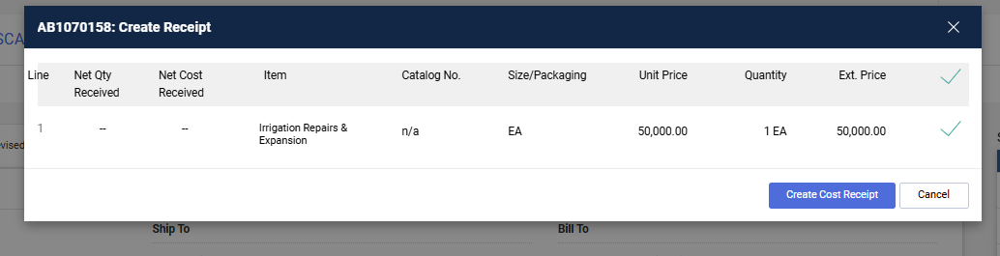 AB1070158: Create Receipt
SCA
Line Net Qty Received Net Cost Received Item Catalog No. Size/Packaging Unit Price Quantity Ext. Price
1 -- -- Irrigation Repairs & Expansion n/a EA 50,000.00 1 EA 50,000.00
evised
Create Cost Receipt Cancel
Ship To Bill To